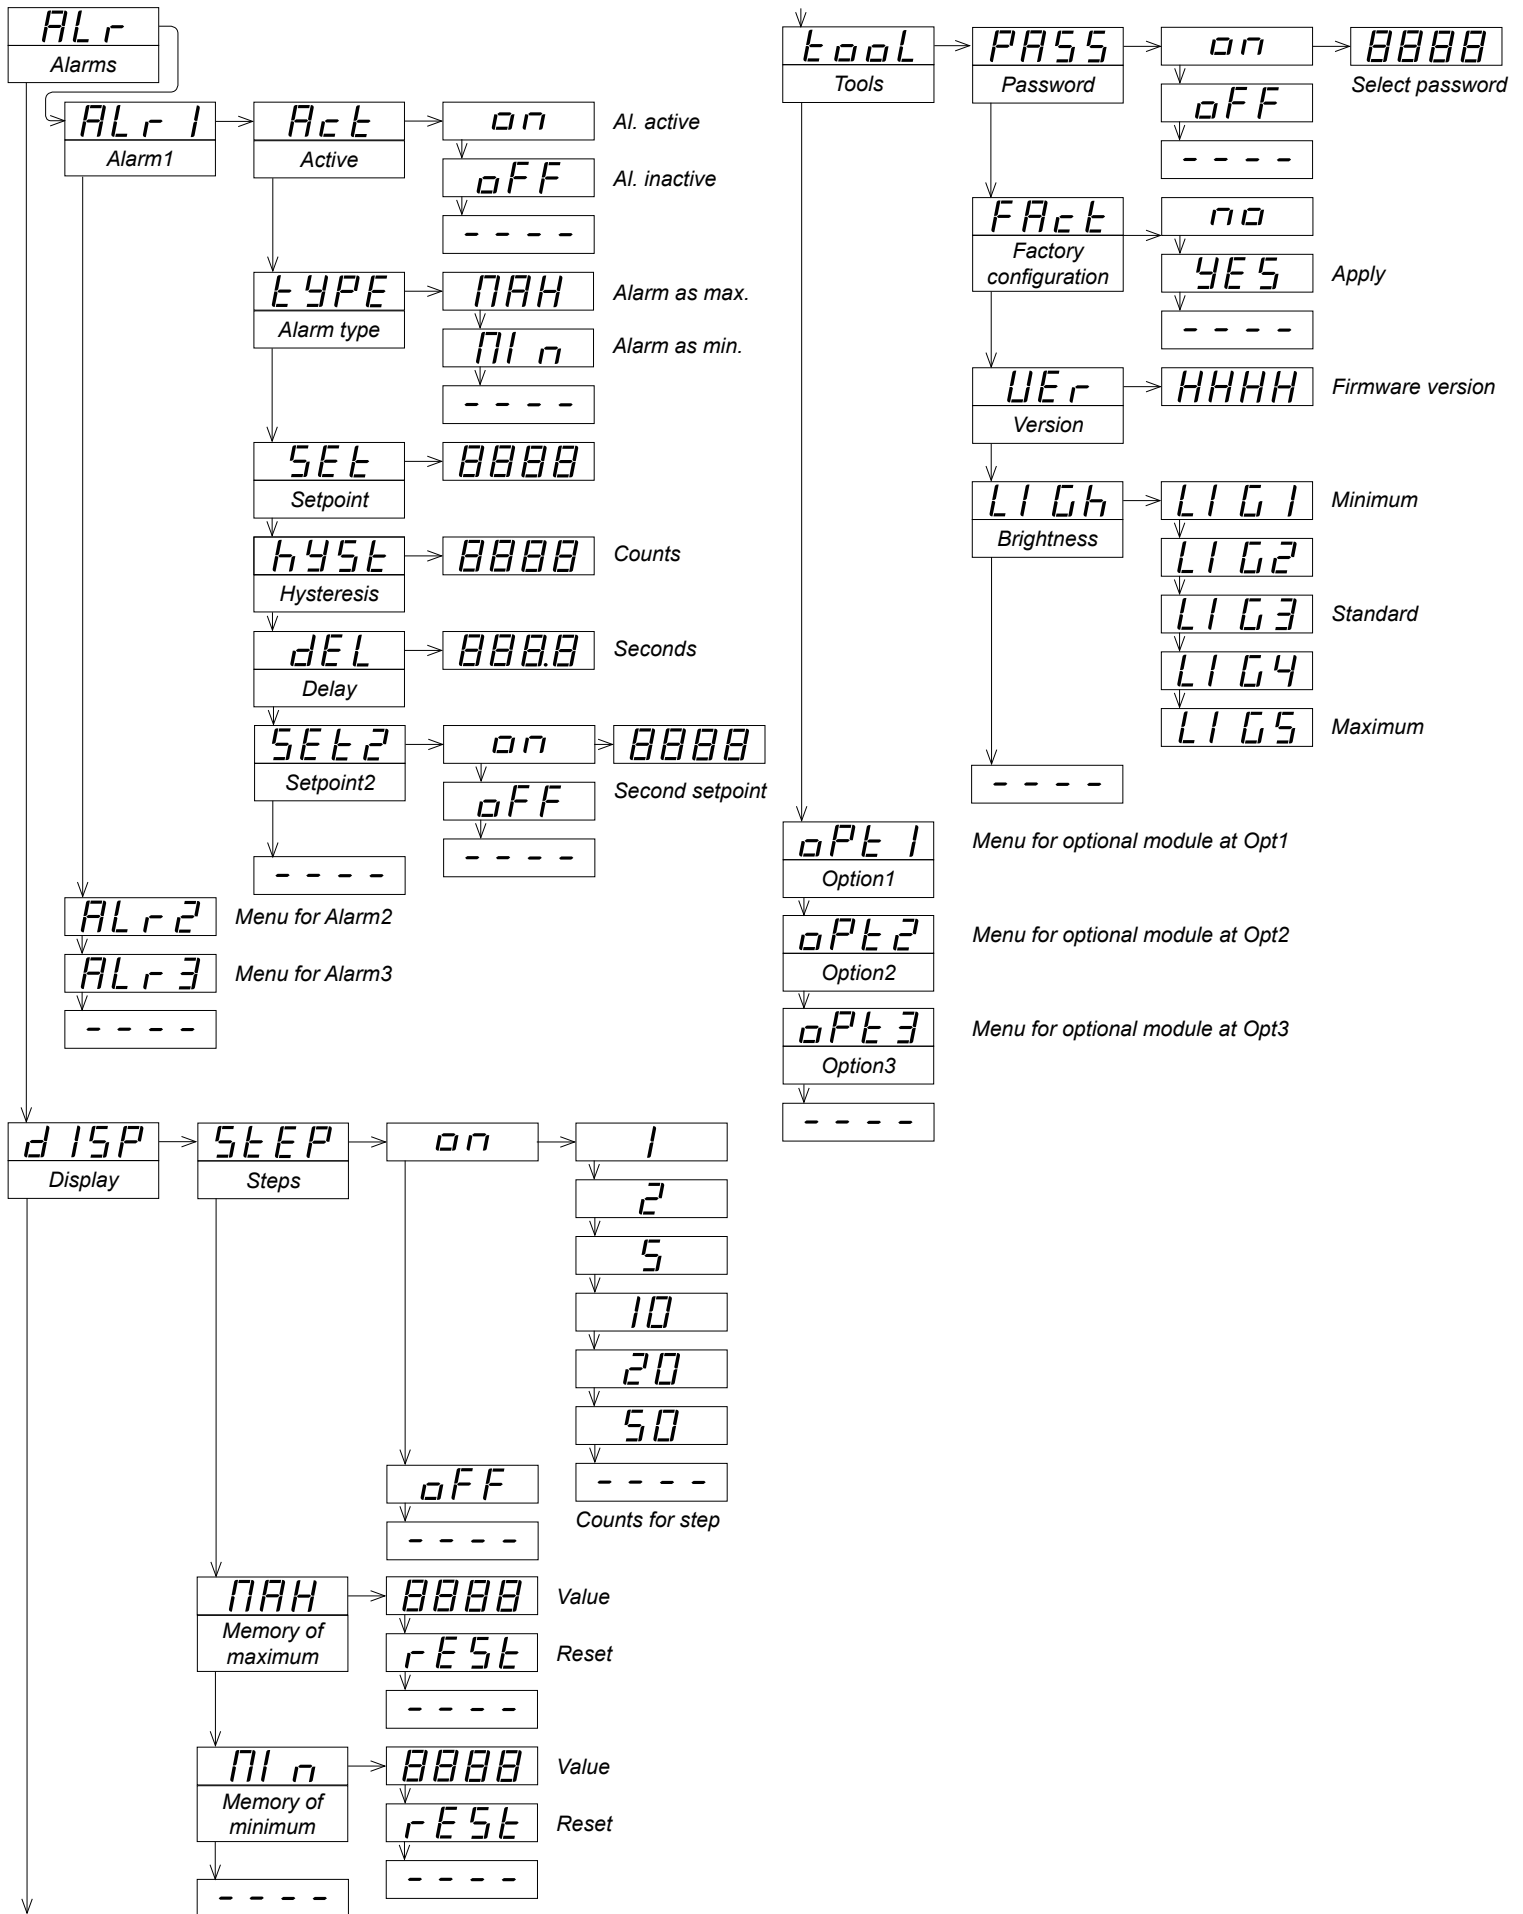 ALr
Alarms
ALr1
Alarm1
Act
Active
on
Al. active
oFF
Al. inactive
----
tYPE
Alarm type
MAH
Alarm as max.
MIn
Alarm as min.
----
SEt
Setpoint
8888
hYSt
Hysteresis
8888
Counts
dEL
Delay
888.8
Seconds
SEt2
Setpoint2
on
8888
Second setpoint
oFF
----
----
ALr2
Menu for Alarm2
ALr3
Menu for Alarm3
----
dISP
Display
StEP
Steps
on
1
2
5
10
20
50
----
Counts for step
oFF
----
MAH
Memory of
maximum
8888
Value
rESt
Reset
----
MIn
Memory of
minimum
8888
Value
rESt
Reset
----
----
tooL
Tools
PASS
Password
on
8888
Select password
oFF
----
FAct
Factory
configuration
no
YES
Apply
----
VEr
Version
HHHH
Firmware version
LIGh
Brightness
LIG1
Minimum
LIG2
LIG3
Standard
LIG4
LIG5
Maximum
----
oPt1
Option1
Menu for optional module at Opt1
oPt2
Option2
Menu for optional module at Opt2
oPt3
Option3
Menu for optional module at Opt3
----